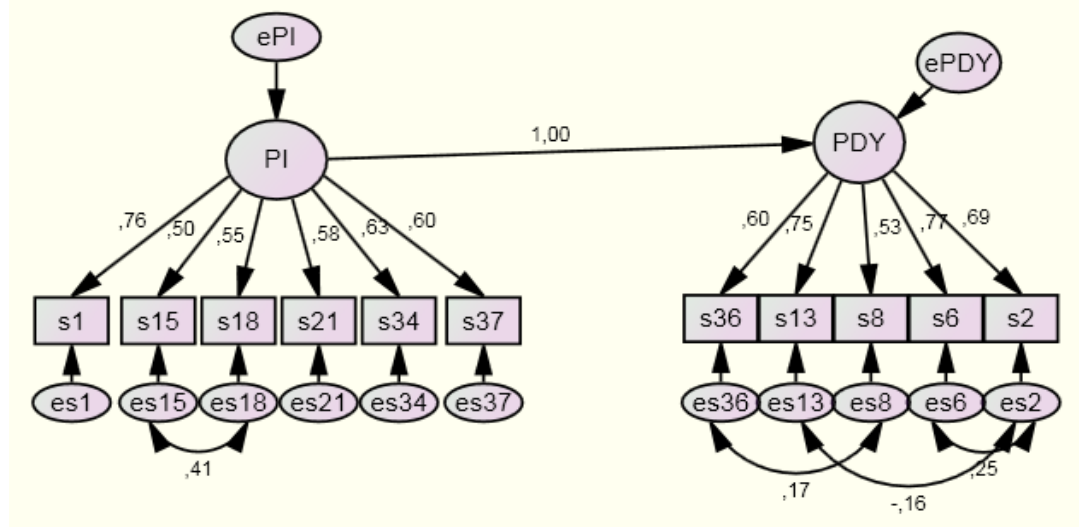 ePI
ePDY
PI
1,00
PDY
,76
,50
,55
,58
,63
,60
,60
,75
,53
,77
,69
s1
s15
s18
s21
s34
s37
s36
s13
s8
s6
s2
es1
es15
es18
es21
es34
es37
es36
es13
es8
es6
es2
,41
,17
-,16
,25